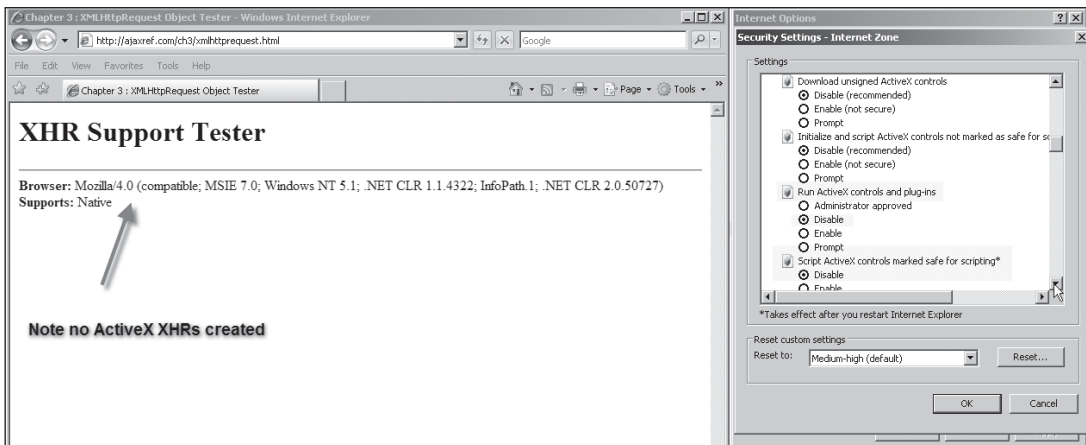 Chapter 3 : XMLHttpRequest Object Tester - Windows Internet Explorer
http://ajaxref.com/ch3/xmlhttprequest.html
Google
File Edit View Favorites Tools Help
Chapter 3 : XMLHttpRequest Object Tester
Page Tools »
XHR Support Tester
Browser: Mozilla/4.0 (compatible; MSIE 7.0; Windows NT 5.1; .NET CLR 1.1.4322; InfoPath.1; .NET CLR 2.0.50727)
Supports: Native
Note no ActiveX XHRs created
Internet Options
Security Settings - Internet Zone
Settings
Download unsigned ActiveX controls
Disable (recommended)
Enable (not secure)
Prompt
Initialize and script ActiveX controls not marked as safe for sc
Disable (recommended)
Enable (not secure)
Prompt
Run ActiveX controls and plug-ins
Administrator approved
Disable
Enable
Prompt
Script ActiveX controls marked safe for scripting*
Disable
Enable
*Takes effect after you restart Internet Explorer
Reset custom settings
Reset to: Medium-high (default) Reset...
OK Cancel